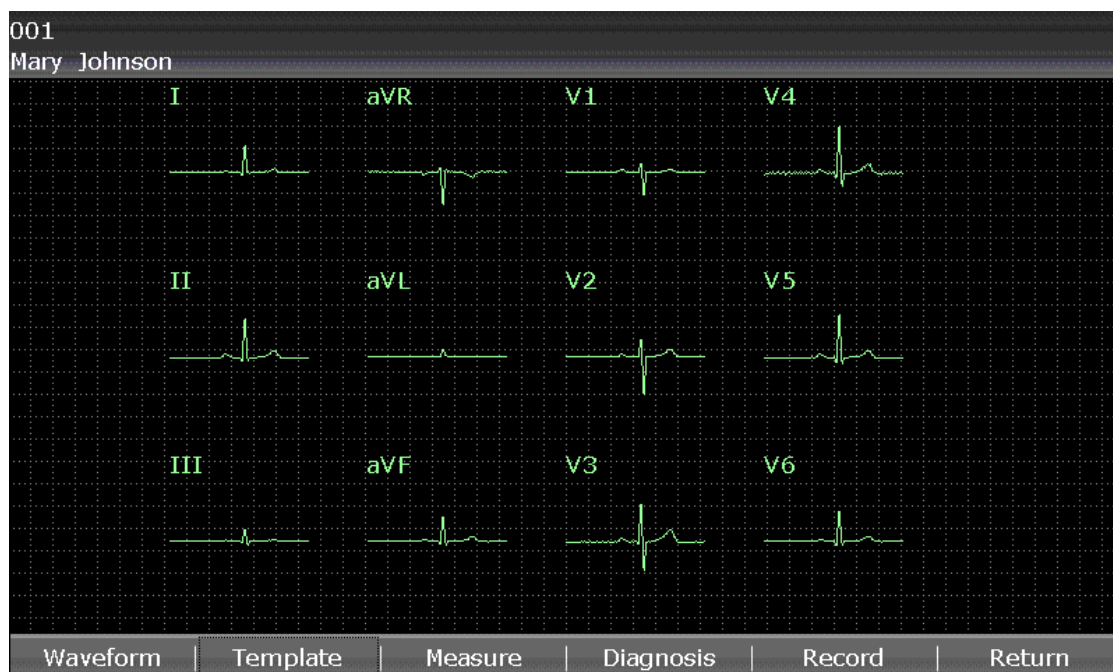 001
Mary Johnson
I aVR V1 V4
II aVL V2 V5
III aVF V3 V6
Waveform | Template | Measure | Diagnosis | Record | Return